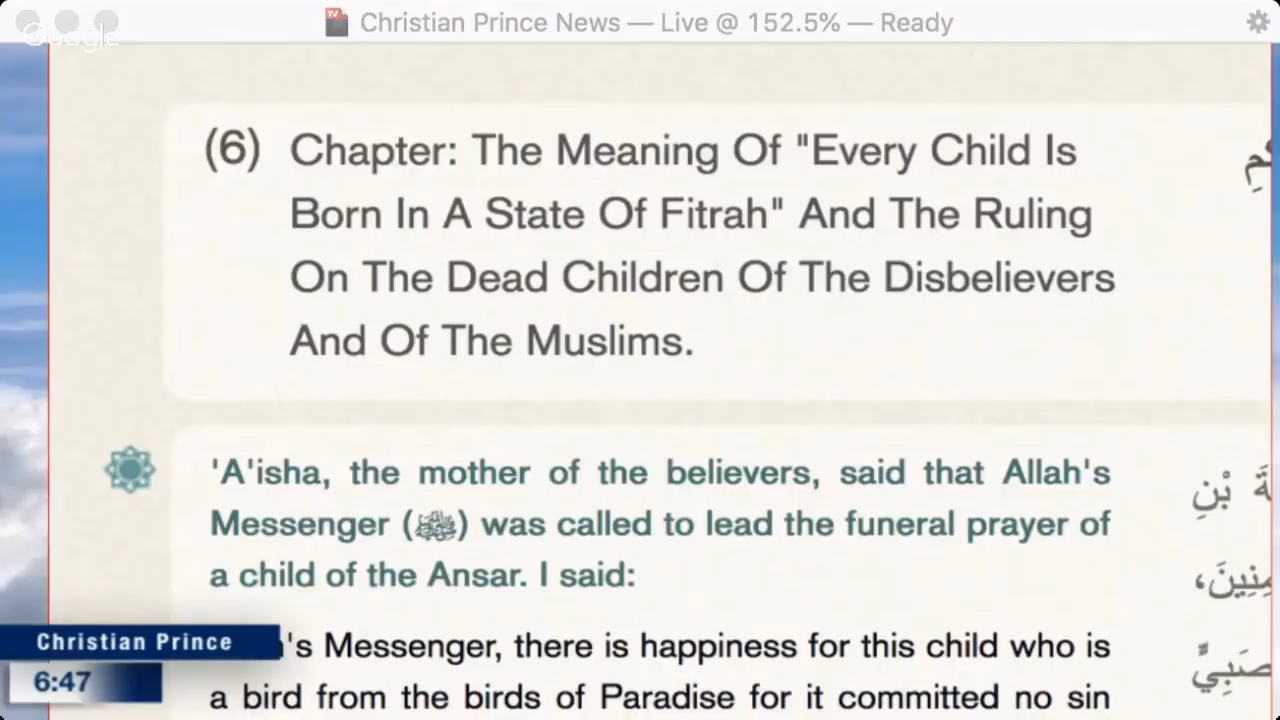 Christian Prince News — Live @ 152.5% — Ready
Google
(6) Chapter: The Meaning Of "Every Child Is
Born In A State Of Fitrah" And The Ruling
On The Dead Children Of The Disbelievers
And Of The Muslims.
'A'isha, the mother of the believers, said that Allah's
Messenger (ﷺ) was called to lead the funeral prayer of
a child of the Ansar. I said:
's Messenger, there is happiness for this child who is
a bird from the birds of Paradise for it committed no sin
بْنِ
Christian Prince
6:47